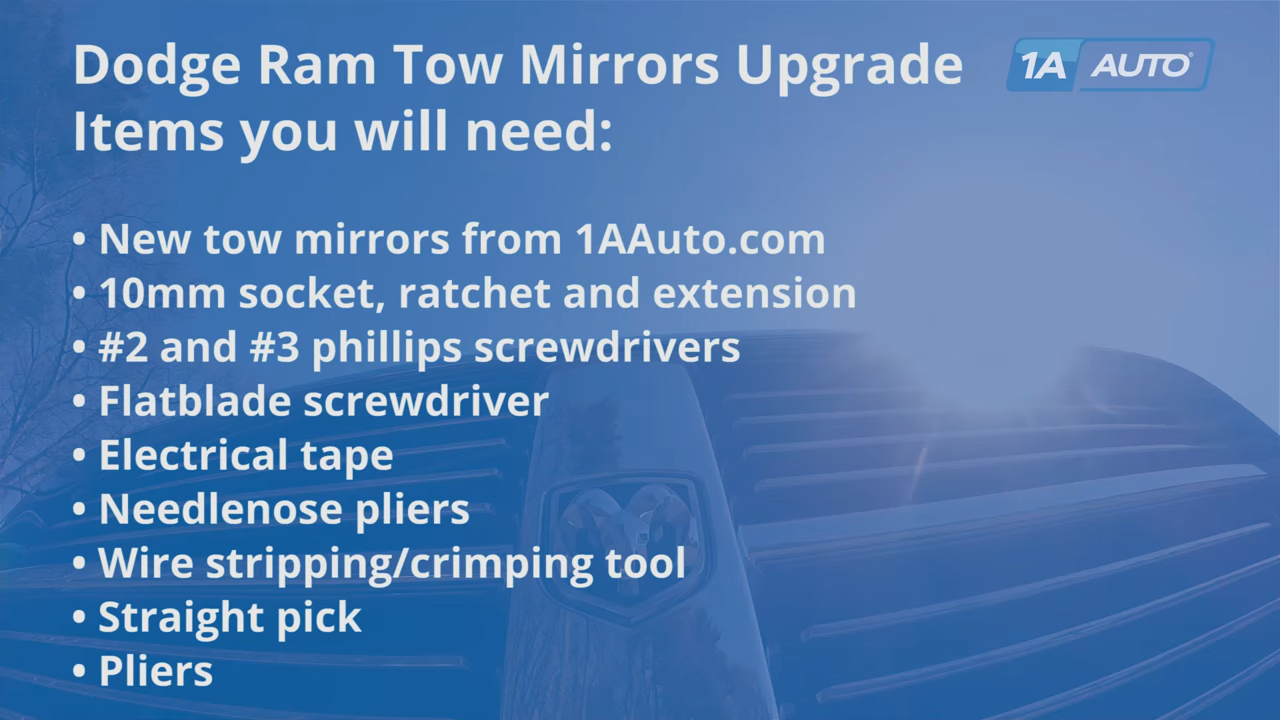 Dodge Ram Tow Mirrors Upgrade
1A AUTO
Items you will need:
• New tow mirrors from 1AAuto.com
• 10mm socket, ratchet and extension
• #2 and #3 phillips screwdrivers
• Flatblade screwdriver
• Electrical tape
• Needlenose pliers
• Wire stripping/crimping tool
• Straight pick
• Pliers